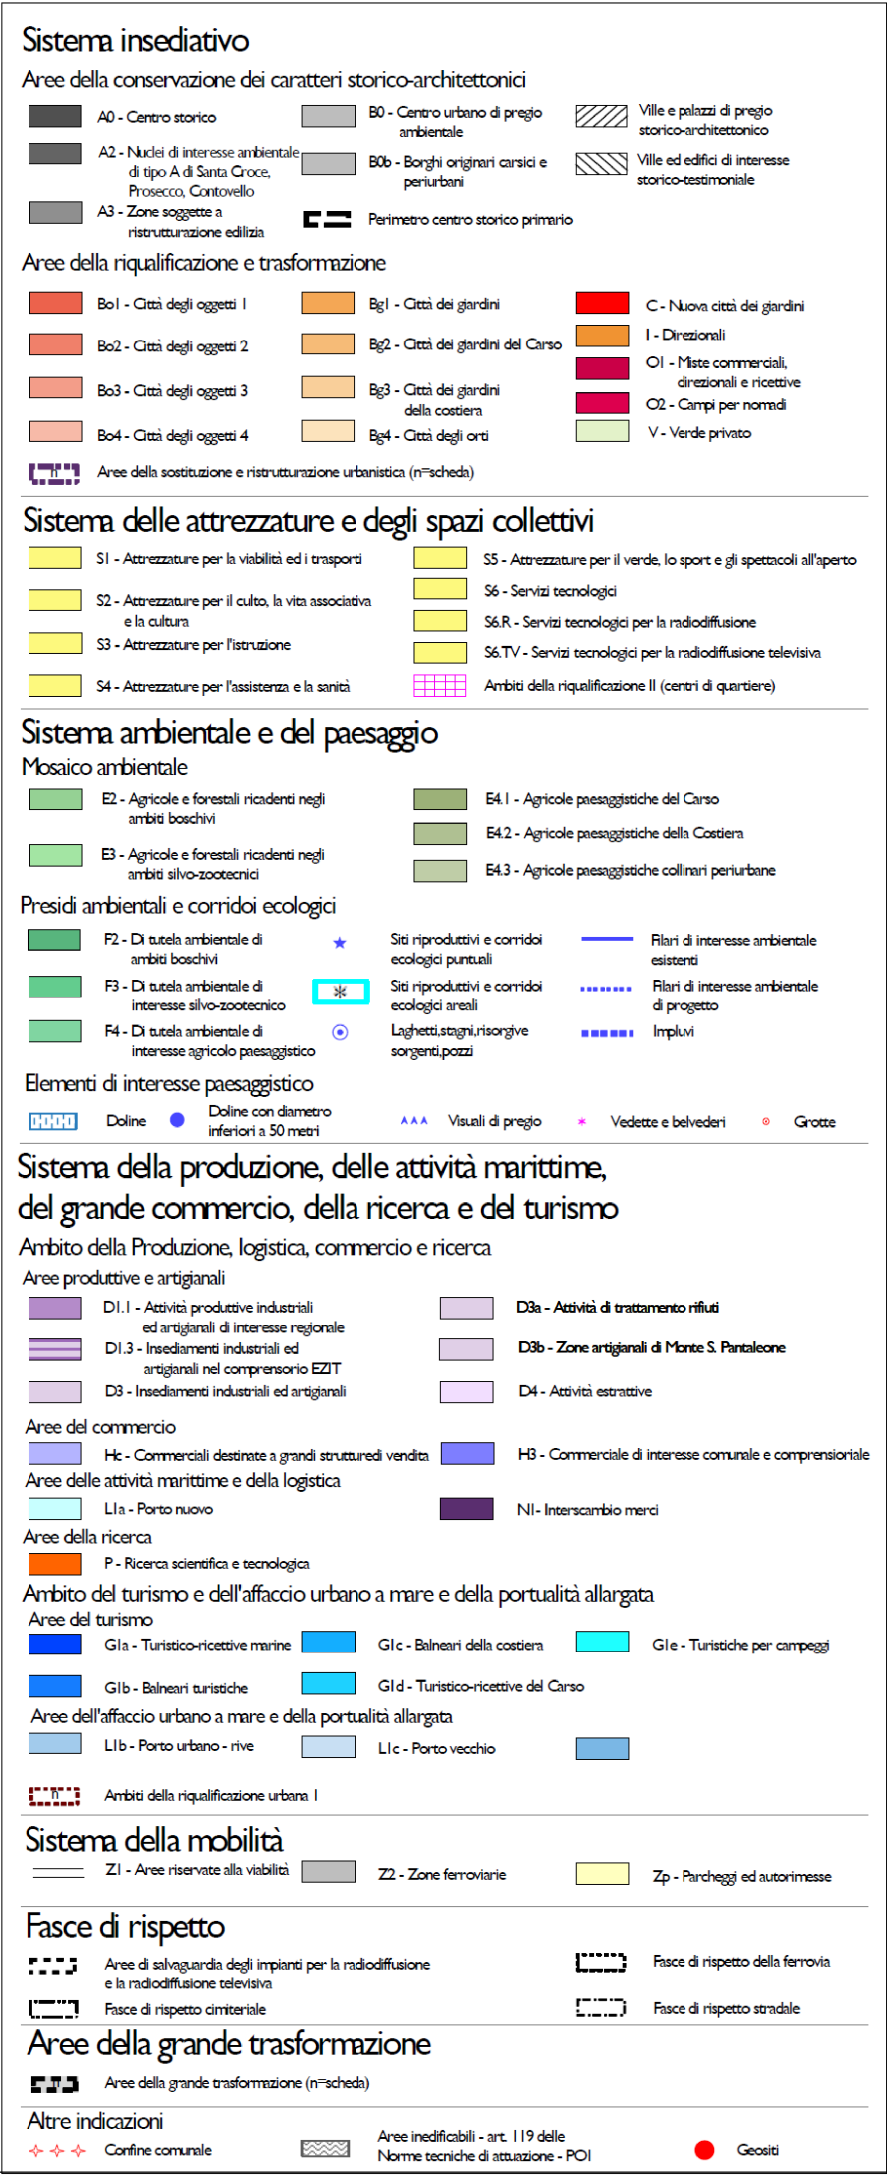 Sistema insediativo
Aree della conservazione dei caratteri storico-architettonici
A0 - Centro storico
A2 - Nuclei di interesse ambientale
di tipo A di Santa Croce,
Prosecco, Contovello
A3 - Zone soggette a
ristrutturazione edilizia
B0 - Centro urbano di pregio
ambientale
B0b - Borghi originari carsici e
periurbani
Perimetro centro storico primario
Ville e palazzi di pregio
storico-architettonico
Ville ed edifici di interesse
storico-testimoniale
Aree della riqualificazione e trasformazione
Bo1 - Città degli oggetti 1
Bo2 - Città degli oggetti 2
Bo3 - Città degli oggetti 3
Bo4 - Città degli oggetti 4
Bg1 - Città dei giardini
Bg2 - Città dei giardini del Carso
Bg3 - Città dei giardini
della costiera
Bg4 - Città degli orti
C - Nuova città dei giardini
I - Direzionali
O1 - Miste commerciali,
direzionali e ricettive
O2 - Campi per nomadi
V - Verde privato
n
Aree della sostituzione e ristrutturazione urbanistica (n=scheda)
Sistema delle attrezzature e degli spazi collettivi
S1 - Attrezzature per la viabilità ed i trasporti
S2 - Attrezzature per il culto, la vita associativa
e la cultura
S3 - Attrezzature per l'istruzione
S4 - Attrezzature per l'assistenza e la sanità
S5 - Attrezzature per il verde, lo sport e gli spettacoli all'aperto
S6 - Servizi tecnologici
S6.R - Servizi tecnologici per la radiodiffusione
S6.TV - Servizi tecnologici per la radiodiffusione televisiva
Ambiti della riqualificazione II (centri di quartiere)
Sistema ambientale e del paesaggio
Mosaico ambientale
E2 - Agricole e forestali ricadenti negli
ambiti boschivi
E3 - Agricole e forestali ricadenti negli
ambiti silvo-zootecnici
E4.1 - Agricole paesaggistiche del Carso
E4.2 - Agricole paesaggistiche della Costiera
E4.3 - Agricole paesaggistiche collinari periurbane
Presidi ambientali e corridoi ecologici
F2 - Di tutela ambientale di
ambiti boschivi
F3 - Di tutela ambientale di
interesse silvo-zootecnico
F4 - Di tutela ambientale di
interesse agricolo paesaggistico
Siti riproduttivi e corridoi
ecologici puntuali
Siti riproduttivi e corridoi
ecologici areali
Laghetti,stagni,risorgive
sorgenti,pozzi
Filari di interesse ambientale
esistenti
Filari di interesse ambientale
di progetto
Impluvi
Elementi di interesse paesaggistico
Doline
Doline con diametro
inferiori a 50 metri
Visuali di pregio
Vedette e belvederi
Grotte
Sistema della produzione, delle attività marittime,
del grande commercio, della ricerca e del turismo
Ambito della Produzione, logistica, commercio e ricerca
Aree produttive e artigianali
D1.1 - Attività produttive industriali
ed artigianali di interesse regionale
D1.3 - Insediamenti industriali ed
artigianali nel comprensorio EZIT
D3 - Insediamenti industriali ed artigianali
D3a - Attività di trattamento rifiuti
D3b - Zone artigianali di Monte S. Pantaleone
D4 - Attività estrattive
Aree del commercio
Hc - Commerciali destinate a grandi strutturedi vendita
H3 - Commerciale di interesse comunale e comprensioriale
Aree delle attività marittime e della logistica
L1a - Porto nuovo
N1- Interscambio merci
Aree della ricerca
P - Ricerca scientifica e tecnologica
Ambito del turismo e dell'affaccio urbano a mare e della portualità allargata
Aree del turismo
G1a - Turistico-ricettive marine
G1c - Balneari della costiera
G1e - Turistiche per campeggi
G1b - Balneari turistiche
G1d - Turistico-ricettive del Carso
Aree dell'affaccio urbano a mare e della portualità allargata
L1b - Porto urbano - rive
L1c - Porto vecchio
n
Ambiti della riqualificazione urbana 1
Sistema della mobilità
Z1 - Aree riservate alla viabilità
Z2 - Zone ferroviarie
Zp - Parcheggi ed autorimesse
Fasce di rispetto
Aree di salvaguardia degli impianti per la radiodiffusione
e la radiodiffusione televisiva
Fasce di rispetto della ferrovia
Fasce di rispetto cimiteriale
Fasce di rispetto stradale
Aree della grande trasformazione
Aree della grande trasformazione (n=scheda)
Altre indicazioni
Confine comunale
Aree inedificabili - art. 119 delle
Norme tecniche di attuazione - PO1
Geositi